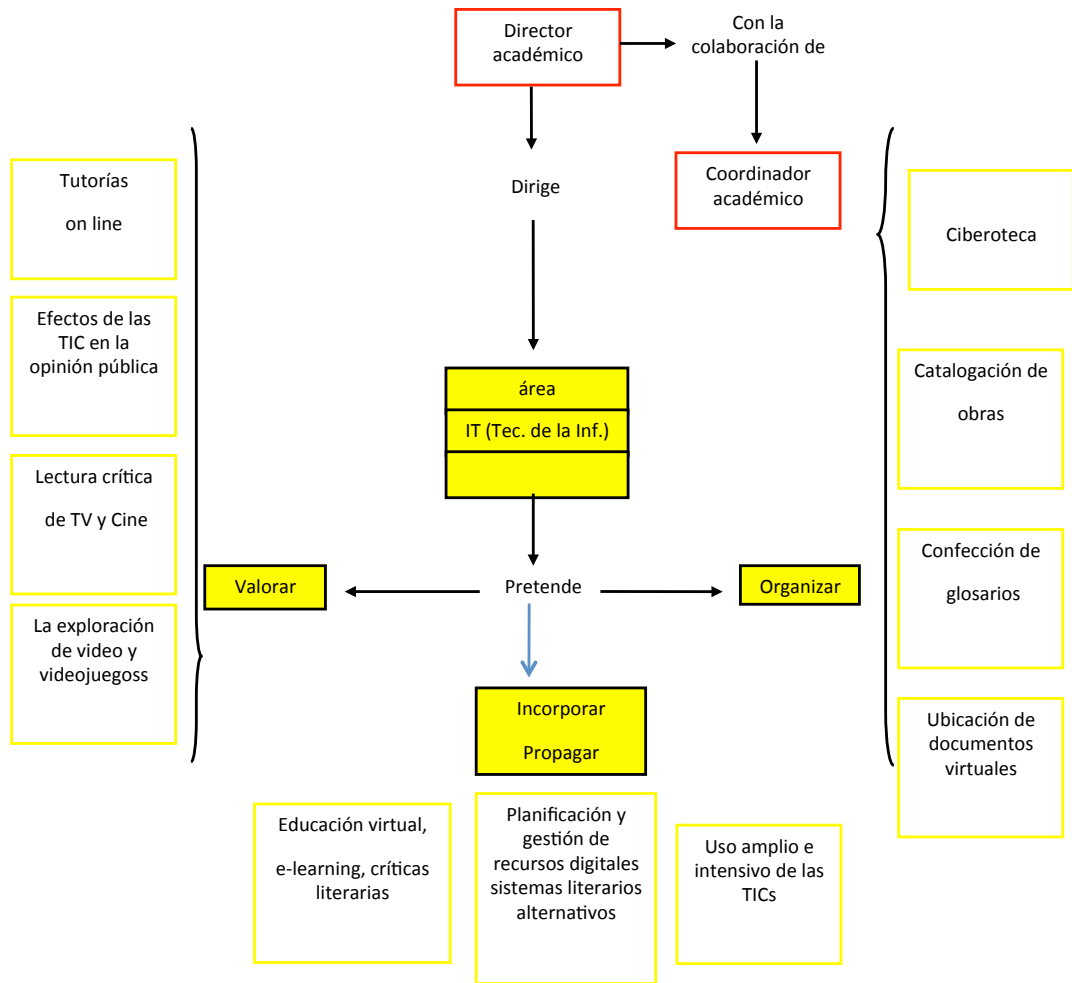 Director
académico
Con la
colaboración de
Dirige
Coordinador
académico
Tutorías
on line
Efectos de las
TIC en la
opinión pública
Lectura crítica
de TV y Cine
La exploración
de video y
videojuegoss
área
IT (Tec. de la Inf.)
Valorar
Pretende
Organizar
Ciberoteca
Catalogación de
obras
Confección de
glosarios
Ubicación de
documentos
virtuales
Incorporar
Propagar
Educación virtual,
e-learning, críticas
literarias
Planificación y
gestión de
recursos digitales
sistemas literarios
alternativos
Uso amplio e
intensivo de las
TICs